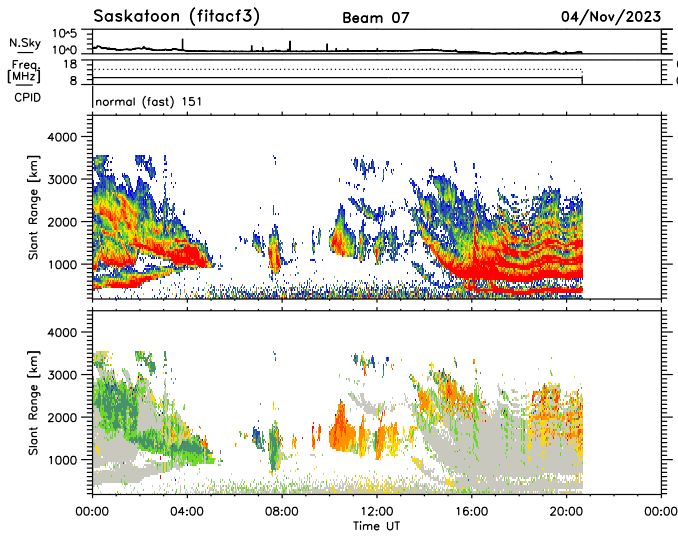 Saskatoon (fitacf3) Beam 07 04/Nov/2023
N.Sky 10^5 10^0
Freq. [MHz] 18 8
CPID normal (fast) 151
Slant Range [km] 4000 3000 2000 1000
Slant Range [km] 4000 3000 2000 1000
00:00 04:00 08:00 12:00 16:00 20:00 00:00
Time UT